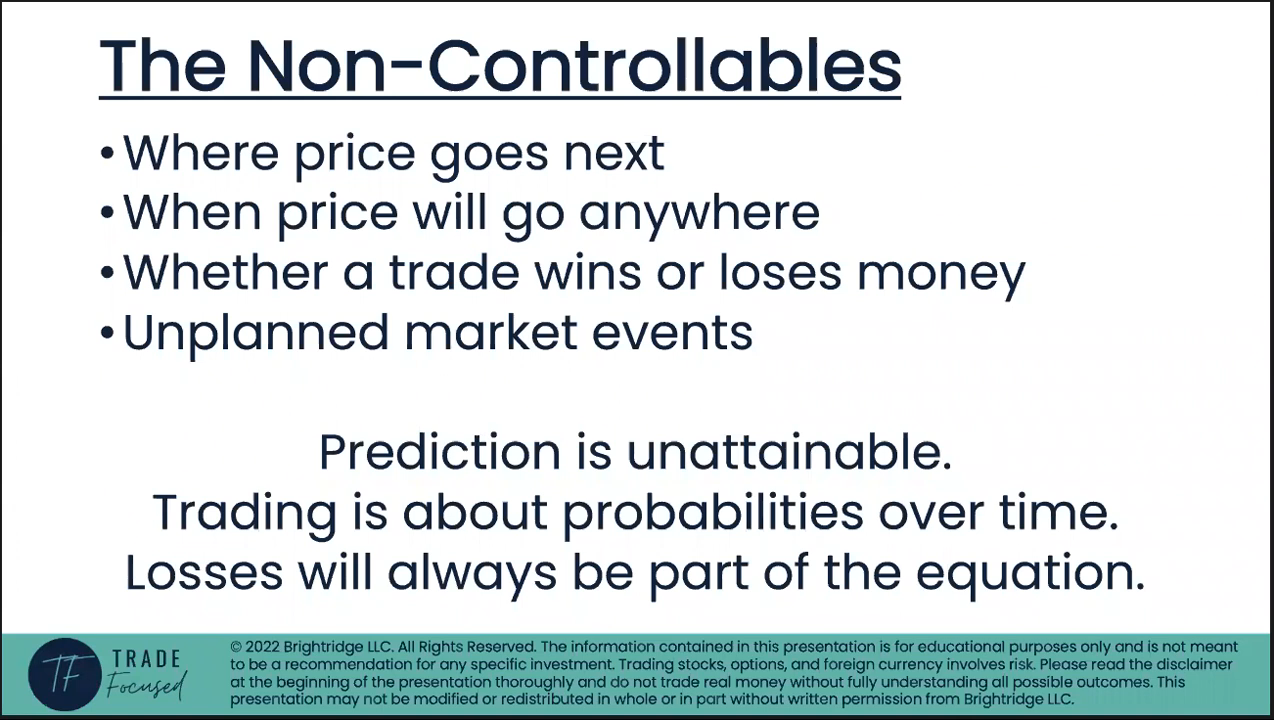 The Non-Controllables
• Where price goes next
• When price will go anywhere
• Whether a trade wins or loses money
• Unplanned market events
Prediction is unattainable.
Trading is about probabilities over time.
Losses will always be part of the equation.
TF
TRADE
Focused
© 2022 Brightridge LLC. All Rights Reserved. The information contained in this presentation is for educational purposes only and is not meant
to be a recommendation for any specific investment. Trading stocks, options, and foreign currency involves risk. Please read the disclaimer
at the beginning of the presentation thoroughly and do not trade real money without fully understanding all possible outcomes. This
presentation may not be modified or redistributed in whole or in part without written permission from Brightridge LLC.